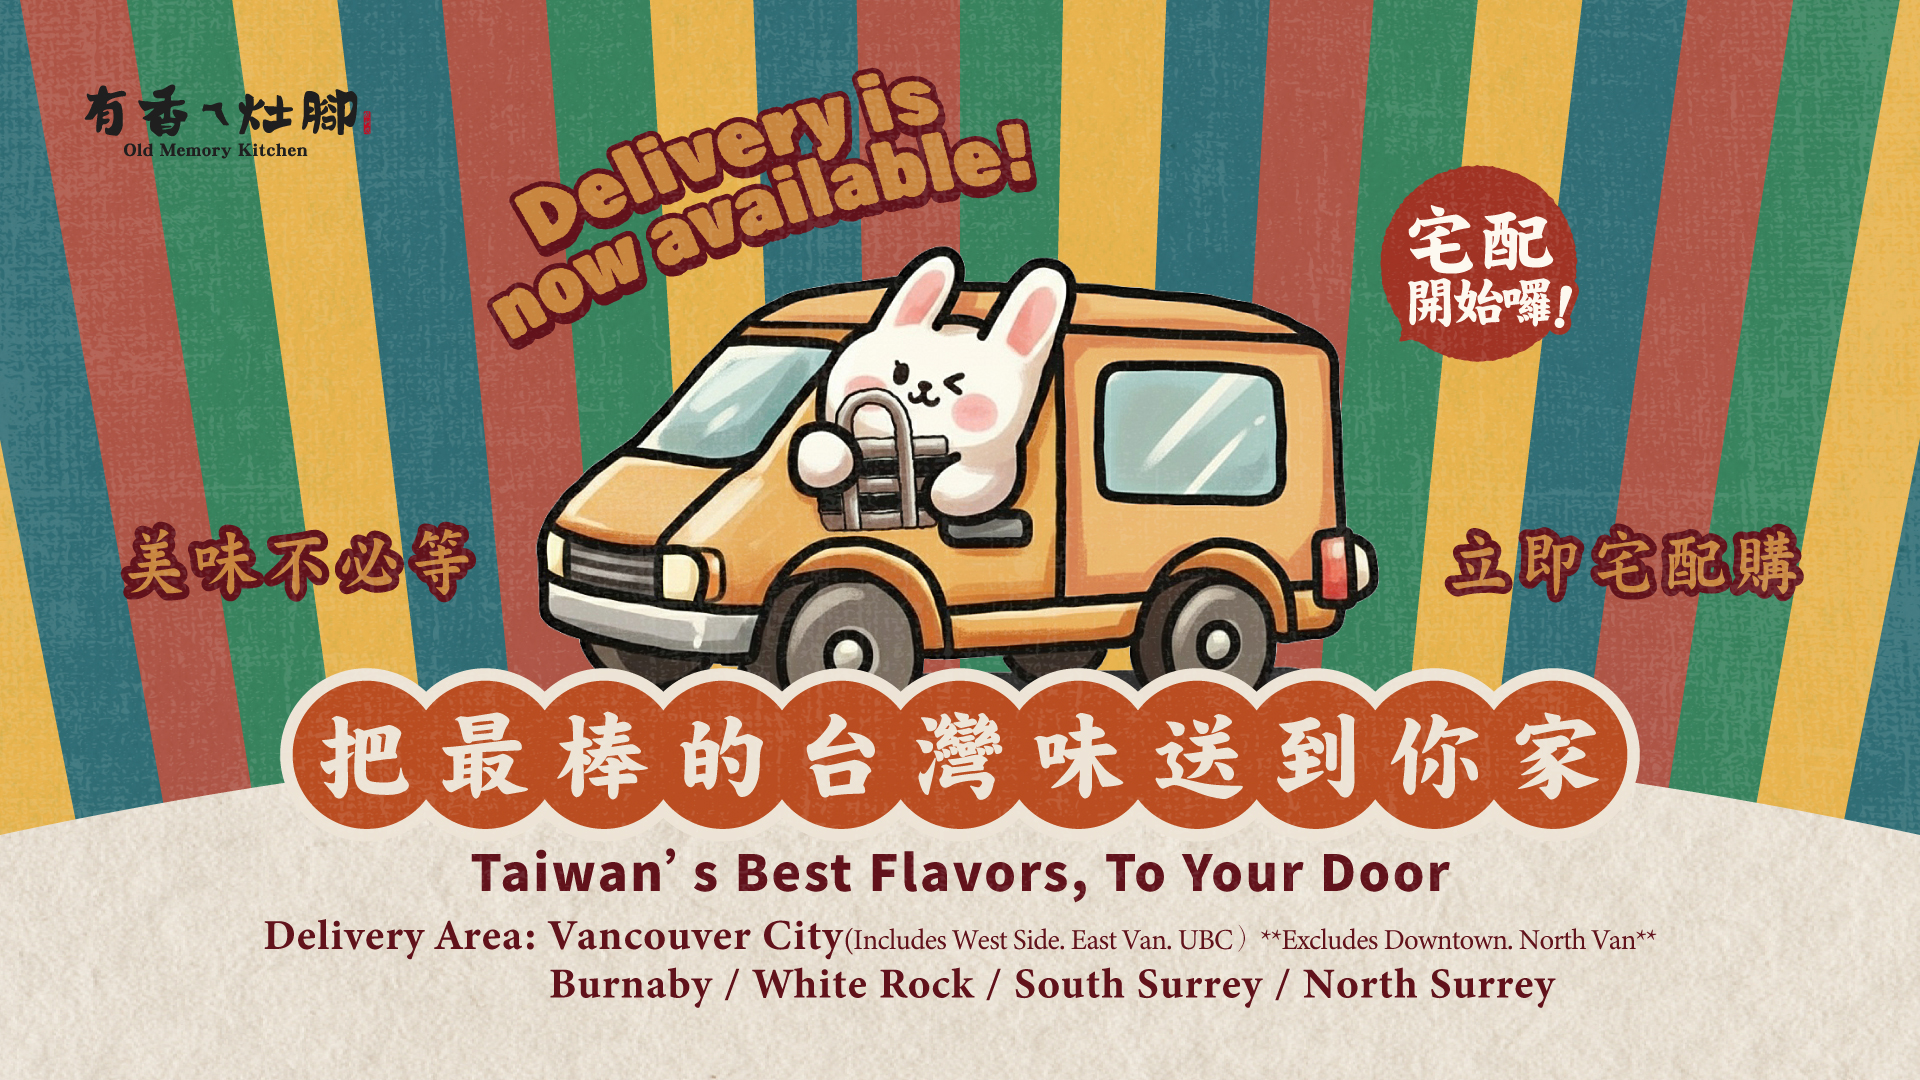 有香ㄟ灶腳
Old Memory Kitchen
Delivery is
now available!
宅配
開始囉!
美味不必等
立即宅配購
把最棒的台灣味送到你家
Taiwan’s Best Flavors, To Your Door
Delivery Area: Vancouver City(Includes West Side. East Van. UBC）**Excludes Downtown. North Van**
Burnaby / White Rock / South Surrey / North Surrey